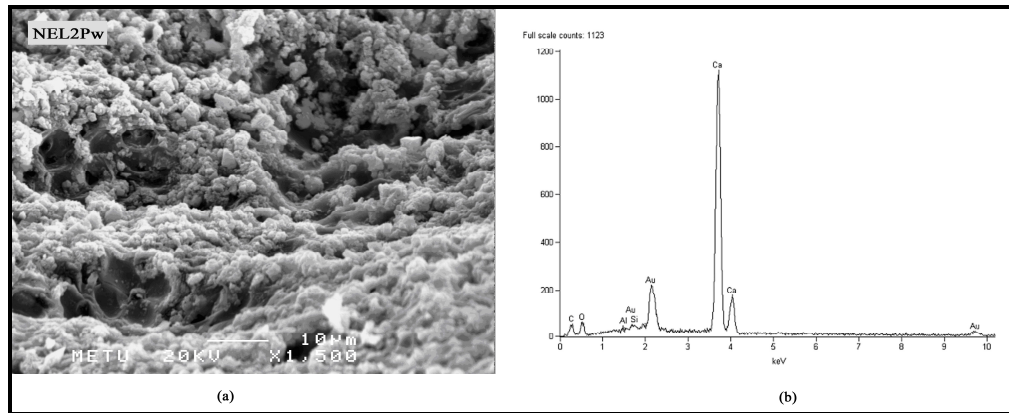 NEL2Pw
10μm
METU 20KV X1,500
(a)
Full scale counts: 1123
1200
1000
800
600
400
200
0
C
O
Al
Au
Si
Au
Ca
Ca
Au
0 1 2 3 4 5 6 7 8 9 10
keV
(b)